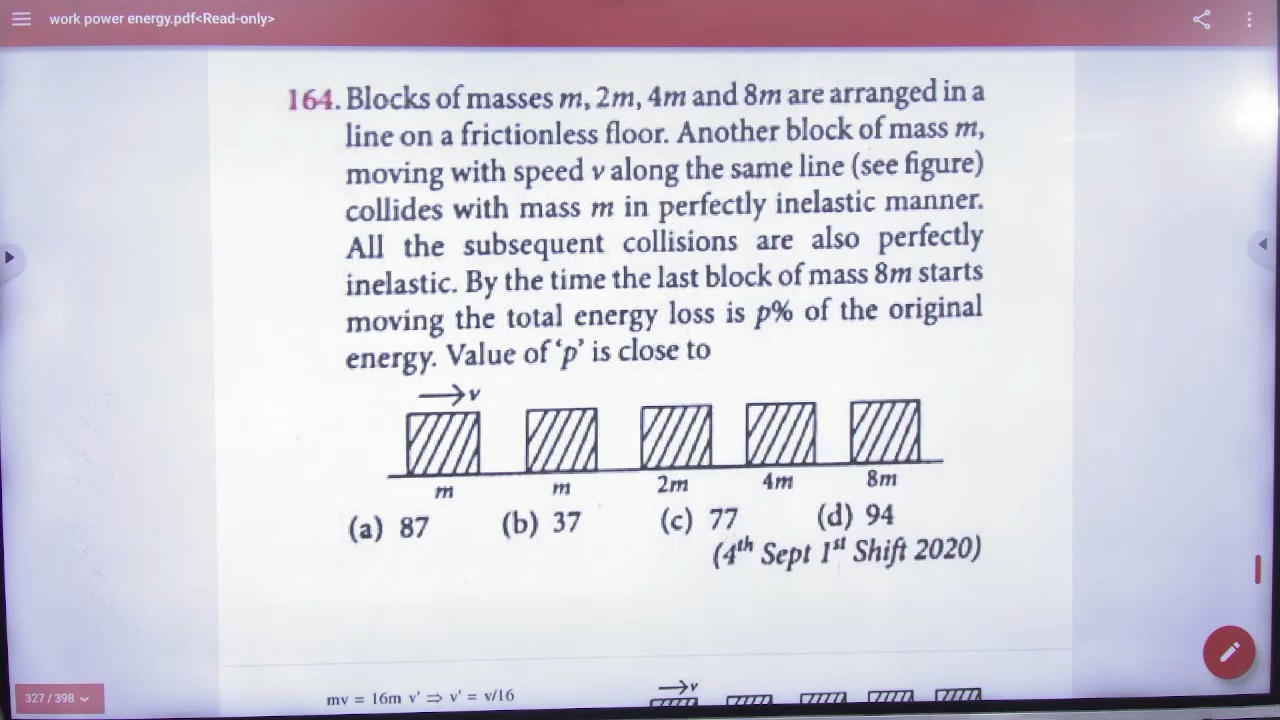 work power energy.pdf<Read-only>
164. Blocks of masses m, 2m, 4m and 8m are arranged in a
line on a frictionless floor. Another block of mass m,
moving with speed v along the same line (see figure)
collides with mass m in perfectly inelastic manner.
All the subsequent collisions are also perfectly
inelastic. By the time the last block of mass 8m starts
moving the total energy loss is p% of the original
energy. Value of ‘p’ is close to
v
m m 2m 4m 8m
(a) 87 (b) 37 (c) 77 (d) 94
(4th Sept 1st Shift 2020)
327 / 398
mv = 16m v' ⇒ v' = v/16
v